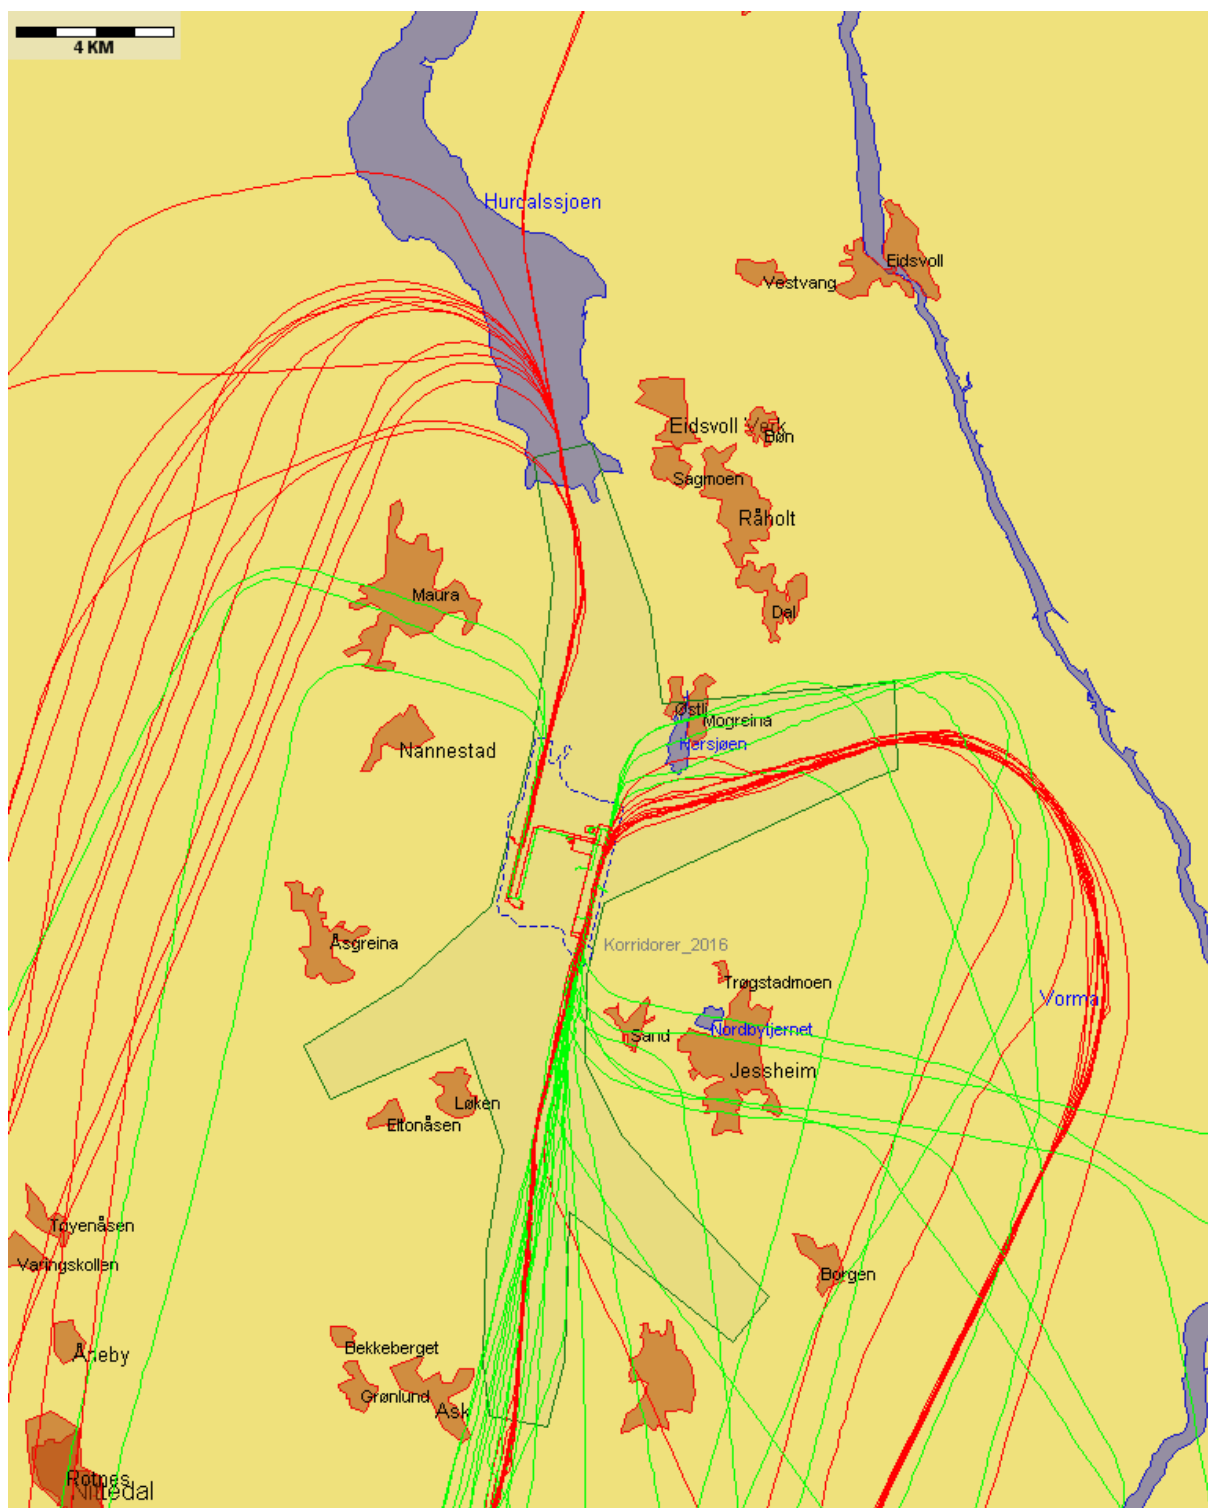 4 KM
Hurdalssjoen
Eidsvoll
Vestvang
Eidsvoll Verk
Bøn
Sagmoen
Råholt
Maura
Dal
Østli
Mogreina
Hersjøen
Nannestad
Åsgreina
Korridorer_2016
Trøgstadmoen
Vorma
Nordbytjernet
Sand
Jessheim
Løken
Eltonåsen
Tøyenåsen
Varingskollen
Borgen
Bekkeberget
Åneby
Grønlund
Ask
Rotnes
Nittedal